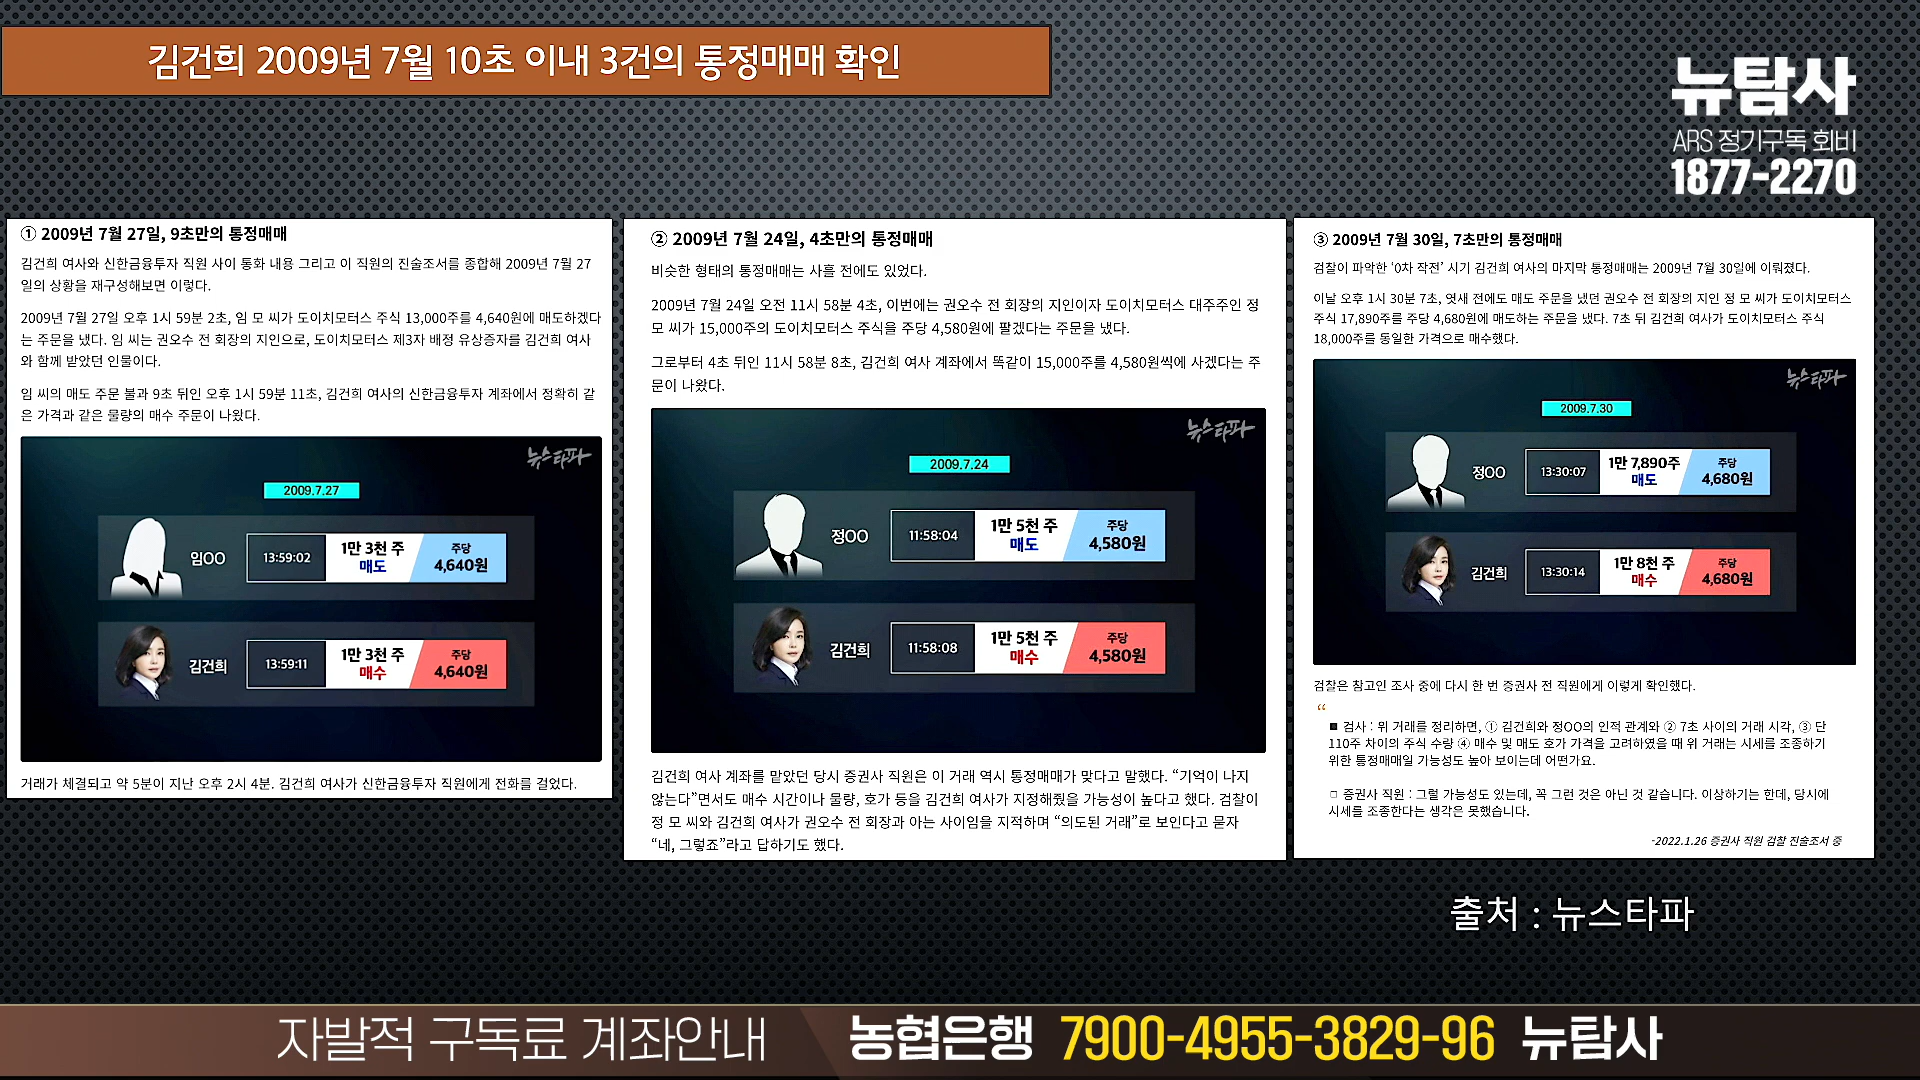 김건희 2009년 7월 10초 이내 3건의 통정매매 확인
뉴탐사
ARS 정기구독 회비
1877-2270
① 2009년 7월 27일, 9초만의 통정매매
김건희 여사와 신한금융투자 직원 사이 통화 내용 그리고 이 직원의 진술조서를 종합해 2009년 7월 27
일의 상황을 재구성해보면 이렇다.
2009년 7월 27일 오후 1시 59분 2초, 임 모 씨가 도이치모터스 주식 13,000주를 4,640원에 매도하겠다
는 주문을 냈다. 임 씨는 권오수 전 회장의 지인으로, 도이치모터스 제3자 배정 유상증자를 김건희 여사
와 함께 받았던 인물이다.
임 씨의 매도 주문 불과 9초 뒤인 오후 1시 59분 11초, 김건희 여사의 신한금융투자 계좌에서 정확히 같
은 가격과 같은 물량의 매수 주문이 나왔다.
뉴스타파
2009.7.27
임OO
13:59:02
1만 3천 주
매도
주당
4,640원
김건희
13:59:11
1만 3천 주
매수
주당
4,640원
거래가 체결되고 약 5분이 지난 오후 2시 4분. 김건희 여사가 신한금융투자 직원에게 전화를 걸었다.
② 2009년 7월 24일, 4초만의 통정매매
비슷한 형태의 통정매매는 사흘 전에도 있었다.
2009년 7월 24일 오전 11시 58분 4초, 이번에는 권오수 전 회장의 지인이자 도이치모터스 대주주인 정
모 씨가 15,000주의 도이치모터스 주식을 주당 4,580원에 팔겠다는 주문을 냈다.
그로부터 4초 뒤인 11시 58분 8초, 김건희 여사 계좌에서 똑같이 15,000주를 4,580원씩에 사겠다는 주
문이 나왔다.
뉴스타파
2009.7.24
정OO
11:58:04
1만 5천 주
매도
주당
4,580원
김건희
11:58:08
1만 5천 주
매수
주당
4,580원
김건희 여사 계좌를 맡았던 당시 증권사 직원은 이 거래 역시 통정매매가 맞다고 말했다. “기억이 나지
않는다”면서도 매수 시간이나 물량, 호가 등을 김건희 여사가 지정해줬을 가능성이 높다고 했다. 검찰이
정 모 씨와 김건희 여사가 권오수 전 회장과 아는 사이임을 지적하며 “의도된 거래”로 보인다고 묻자
“네, 그렇죠”라고 답하기도 했다.
③ 2009년 7월 30일, 7초만의 통정매매
검찰이 파악한 ‘0차 작전’ 시기 김건희 여사의 마지막 통정매매는 2009년 7월 30일에 이뤄졌다.
이날 오후 1시 30분 7초, 엿새 전에도 매도 주문을 냈던 권오수 전 회장의 지인 정 모 씨가 도이치모터스
주식 17,890주를 주당 4,680원에 매도하는 주문을 냈다. 7초 뒤 김건희 여사가 도이치모터스 주식
18,000주를 동일한 가격으로 매수했다.
뉴스타파
2009.7.30
정OO
13:30:07
1만 7,890주
매도
주당
4,680원
김건희
13:30:14
1만 8천 주
매수
주당
4,680원
검찰은 참고인 조사 중에 다시 한 번 증권사 전 직원에게 이렇게 확인했다.
“
■ 검사 : 위 거래를 정리하면, ① 김건희와 정OO의 인적 관계와 ② 7초 사이의 거래 시각, ③ 단
110주 차이의 주식 수량 ④ 매수 및 매도 호가 가격을 고려하였을 때 위 거래는 시세를 조종하기
위한 통정매매일 가능성도 높아 보이는데 어떤가요.
□ 증권사 직원 : 그럴 가능성도 있는데, 꼭 그런 것은 아닌 것 같습니다. 이상하기는 한데, 당시에
시세를 조종한다는 생각은 못했습니다.
-2022.1.26 증권사 직원 검찰 진술조서 중
출처 : 뉴스타파
자발적 구독료 계좌안내 농협은행 7900-4955-3829-96 뉴탐사